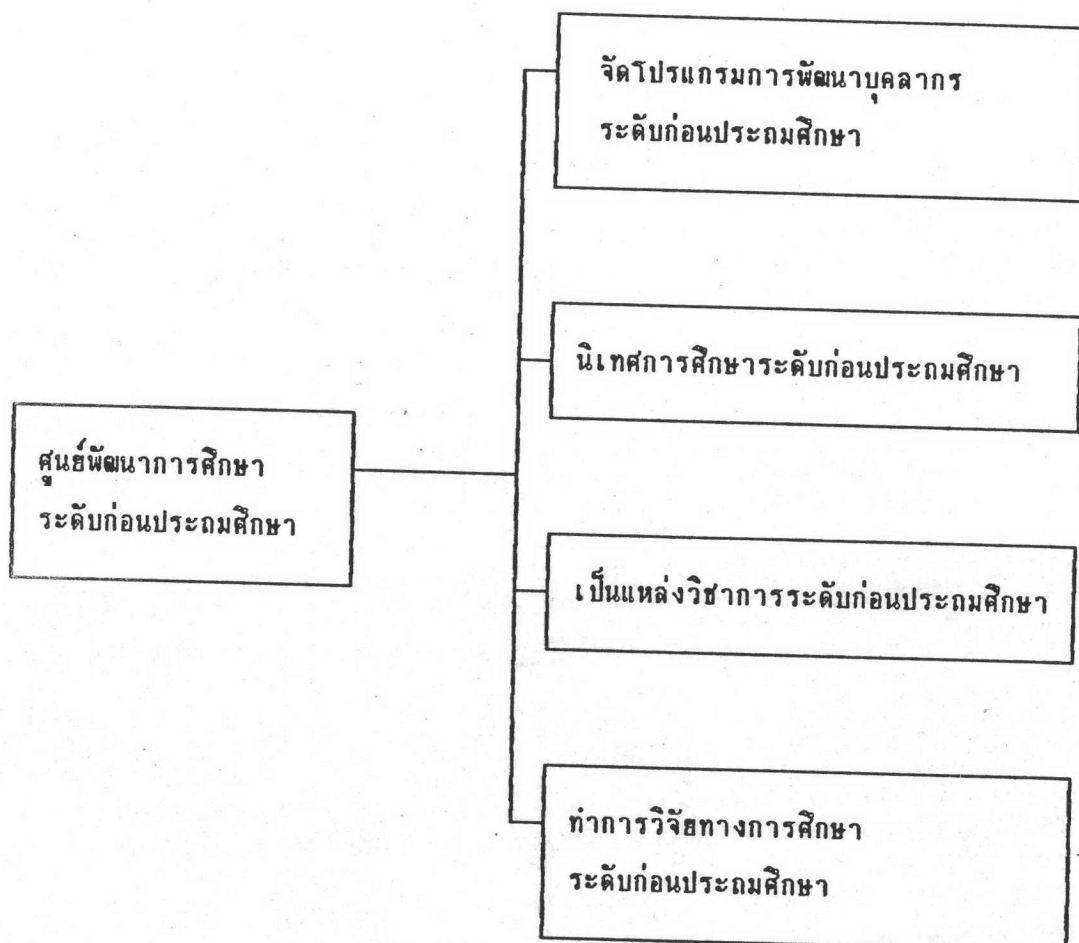 จัดโปรแกรมการพัฒนาบุคลากร
ระดับก่อนประถมศึกษา
นิเทศการศึกษาระดับก่อนประถมศึกษา
ศูนย์พัฒนาการศึกษา
ระดับก่อนประถมศึกษา
เป็นแหล่งวิชาการระดับก่อนประถมศึกษา
ทำการวิจัยทางการศึกษา
ระดับก่อนประถมศึกษา